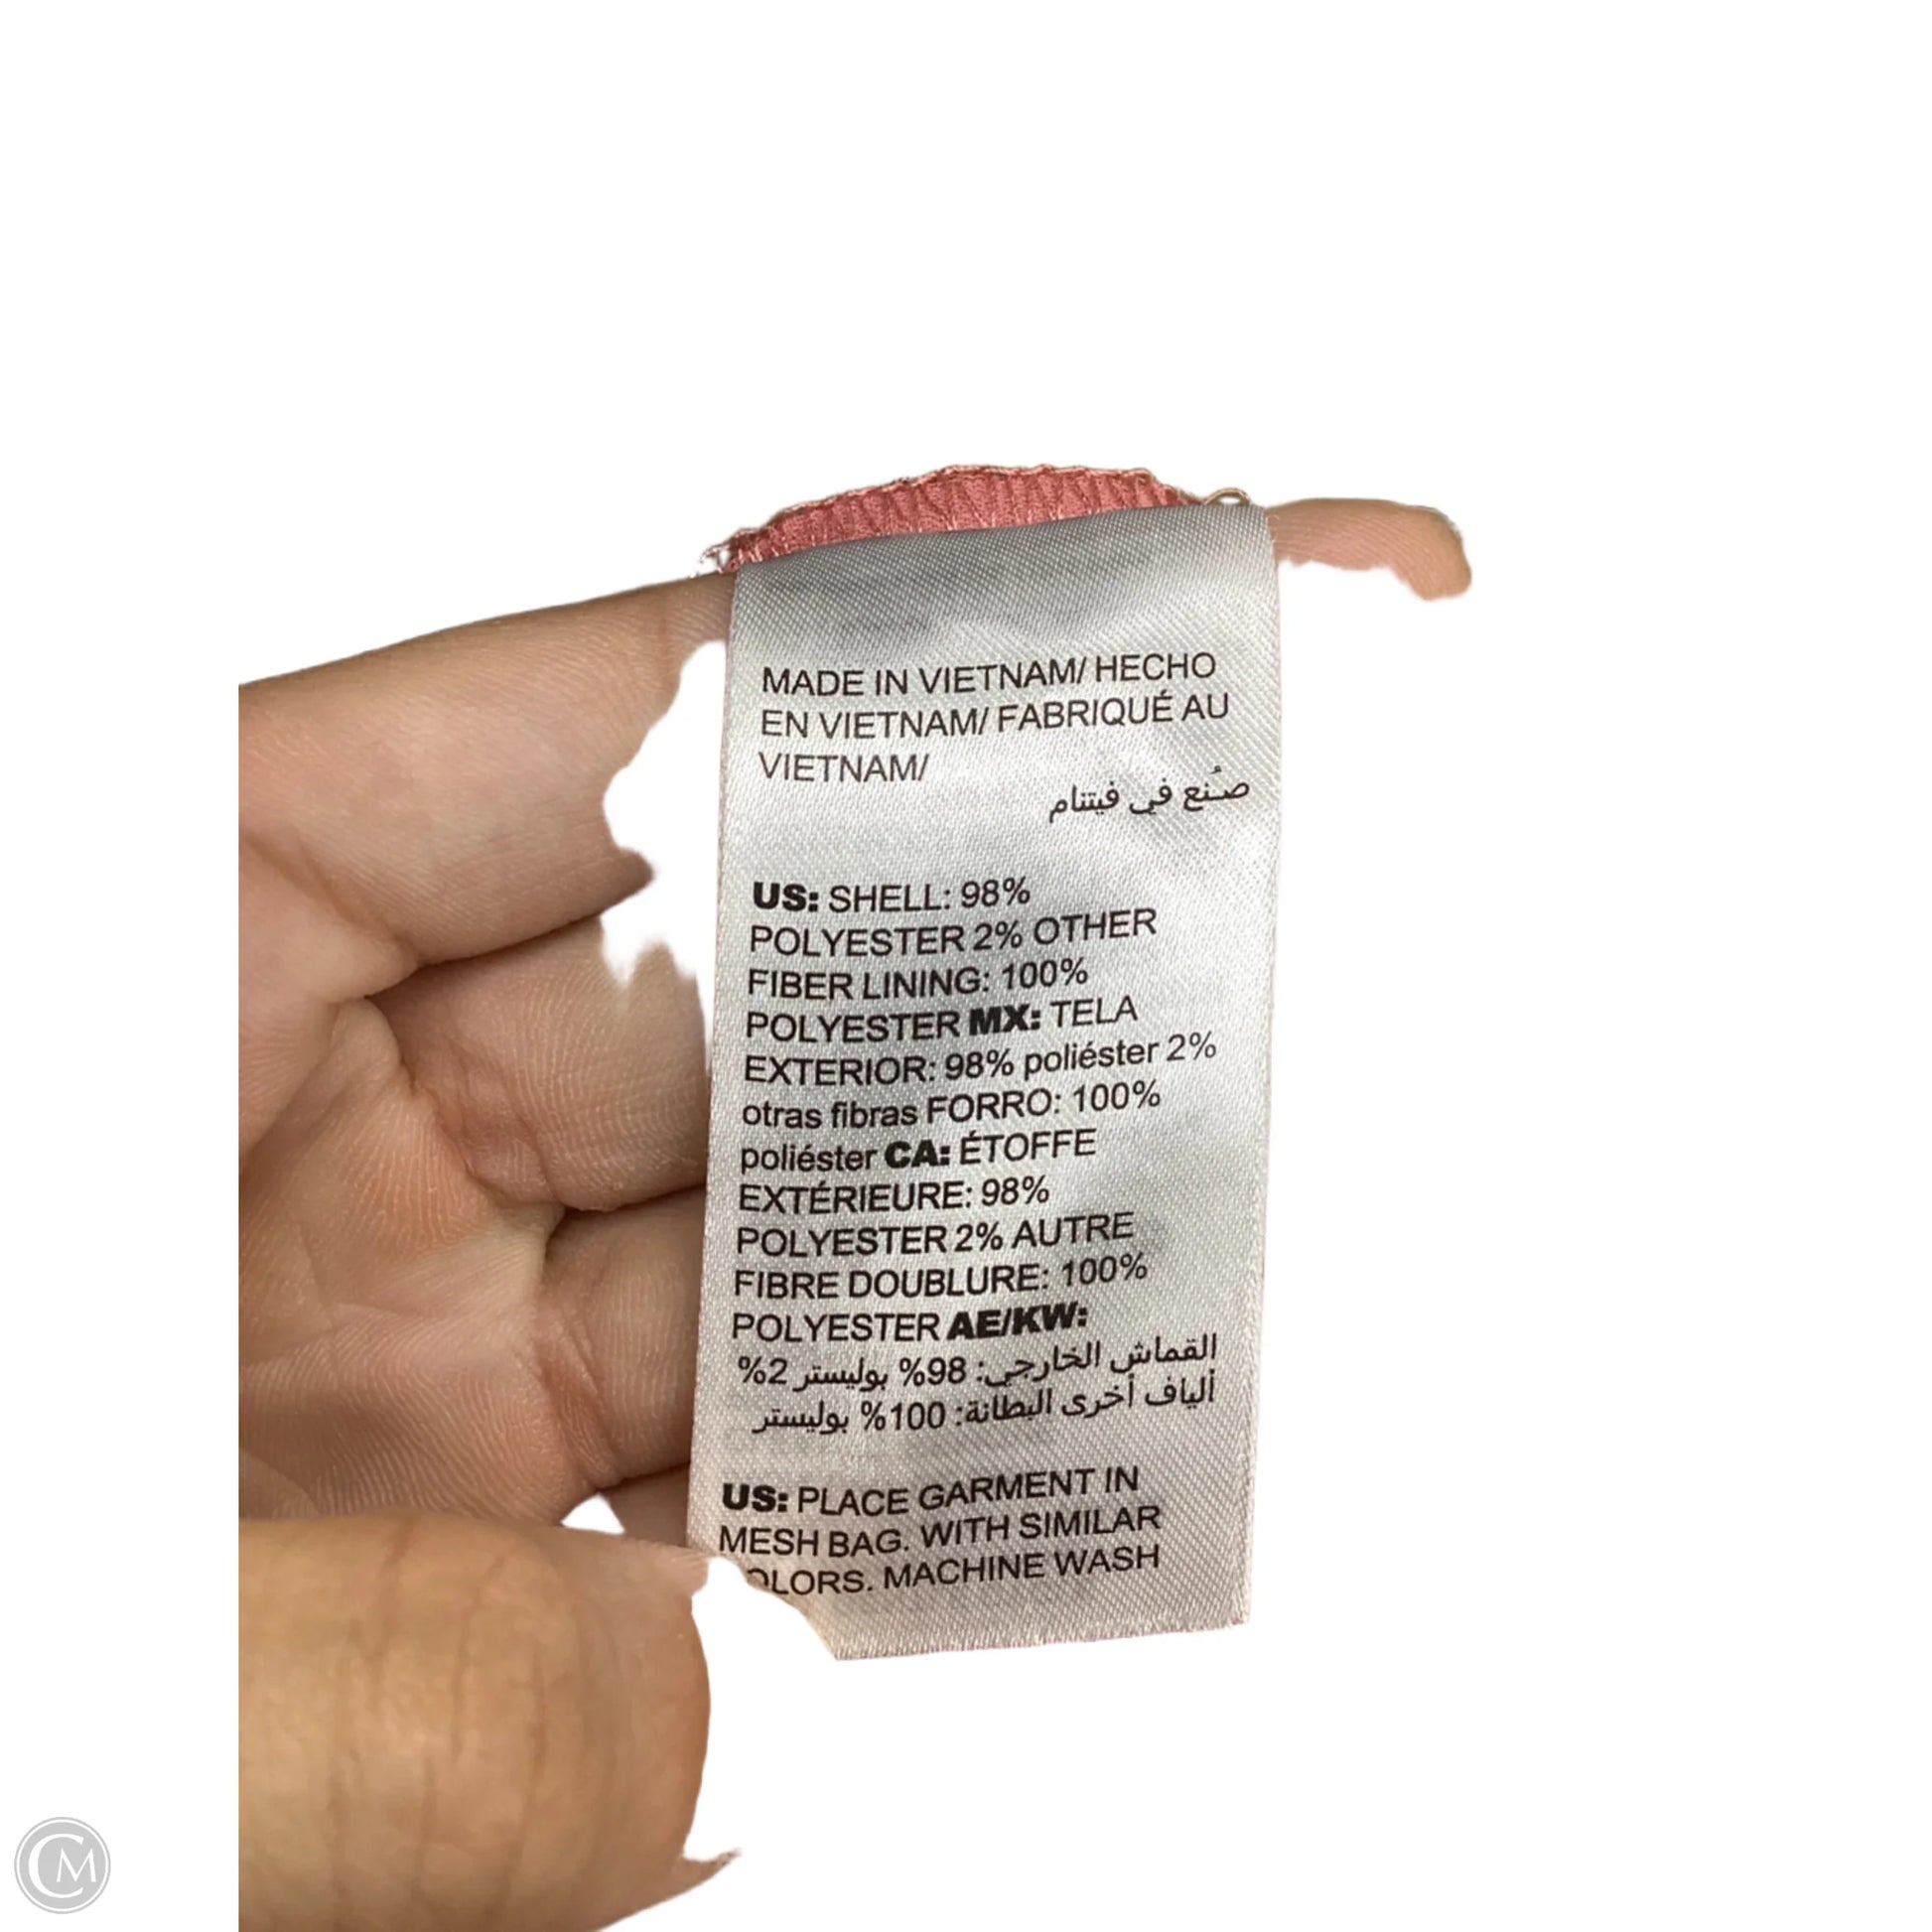 MADE IN VIETNAM/ HECHO
EN VIETNAM/ FABRIQUÉ AU
VIETNAM/
صُنع في فيتنام
US: SHELL: 98%
POLYESTER 2% OTHER
FIBER LINING: 100%
POLYESTER MX: TELA
EXTERIOR: 98% poliéster 2%
otras fibras FORRO: 100%
poliéster CA: ÉTOFFE
EXTÉRIEURE: 98%
POLYESTER 2% AUTRE
FIBRE DOUBLURE: 100%
POLYESTER AE/KW:
القماش الخارجي: 98% بوليستر 2%
ألياف أخرى البطانة: 100% بوليستر
US: PLACE GARMENT IN
MESH BAG. WITH SIMILAR
OLORS. MACHINE WASH
CM